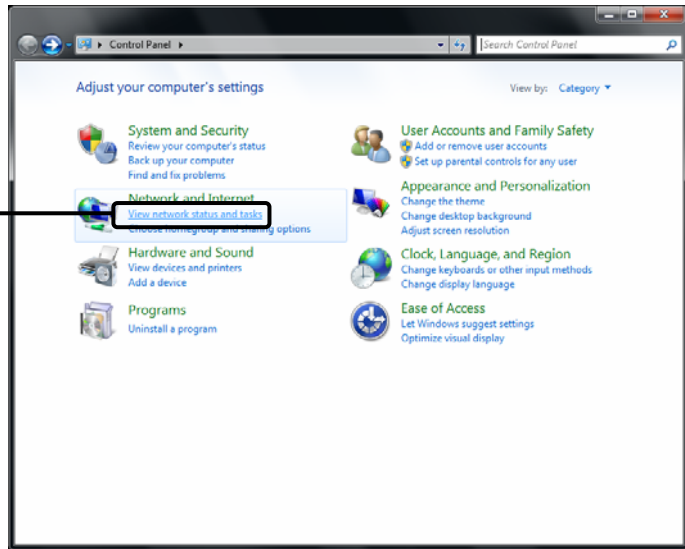 Control Panel
Search Control Panel
Adjust your computer's settings
View by: Category
System and Security
Review your computer's status
Back up your computer
Find and fix problems
Network and Internet
View network status and tasks
Choose homegroup and sharing options
Hardware and Sound
View devices and printers
Add a device
Programs
Uninstall a program
User Accounts and Family Safety
Add or remove user accounts
Set up parental controls for any user
Appearance and Personalization
Change the theme
Change desktop background
Adjust screen resolution
Clock, Language, and Region
Change keyboards or other input methods
Change display language
Ease of Access
Let Windows suggest settings
Optimize visual display